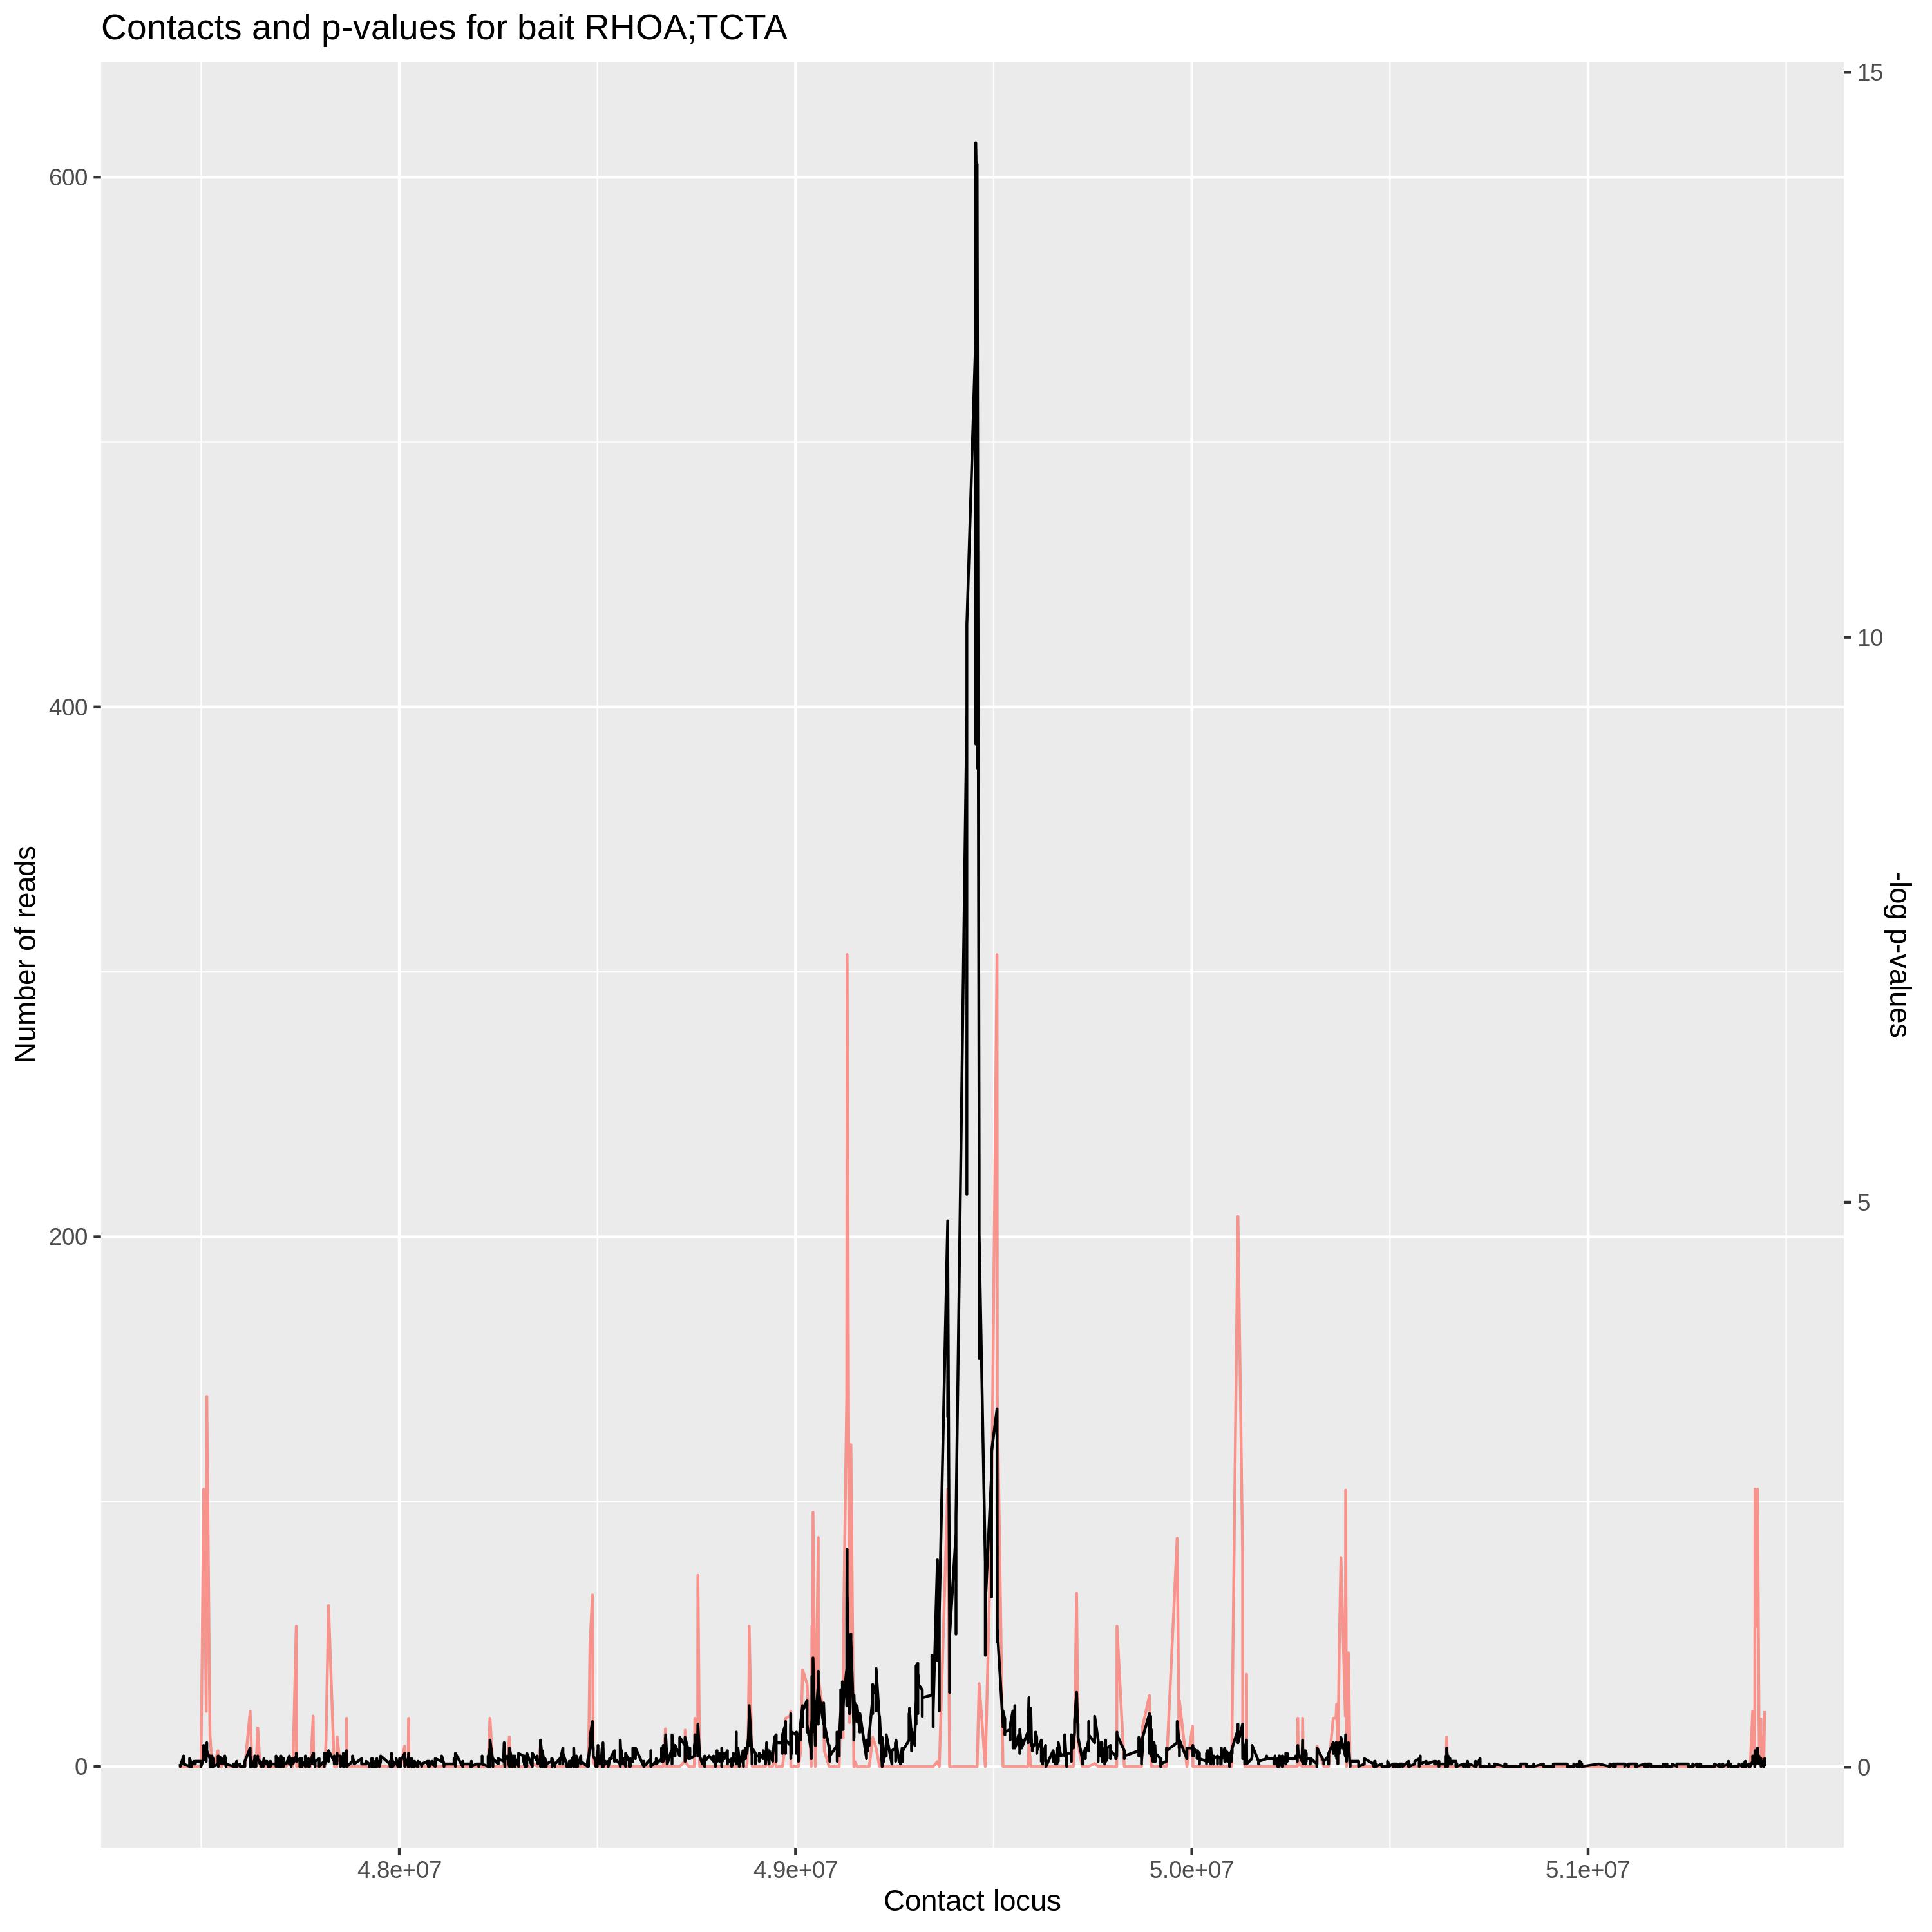 Contacts and p-values for bait RHOA;TCTA
Number of reads
600
400
200
0
15
10
5
0
-log p-values
4.8e+07
4.9e+07
5.0e+07
5.1e+07
Contact locus